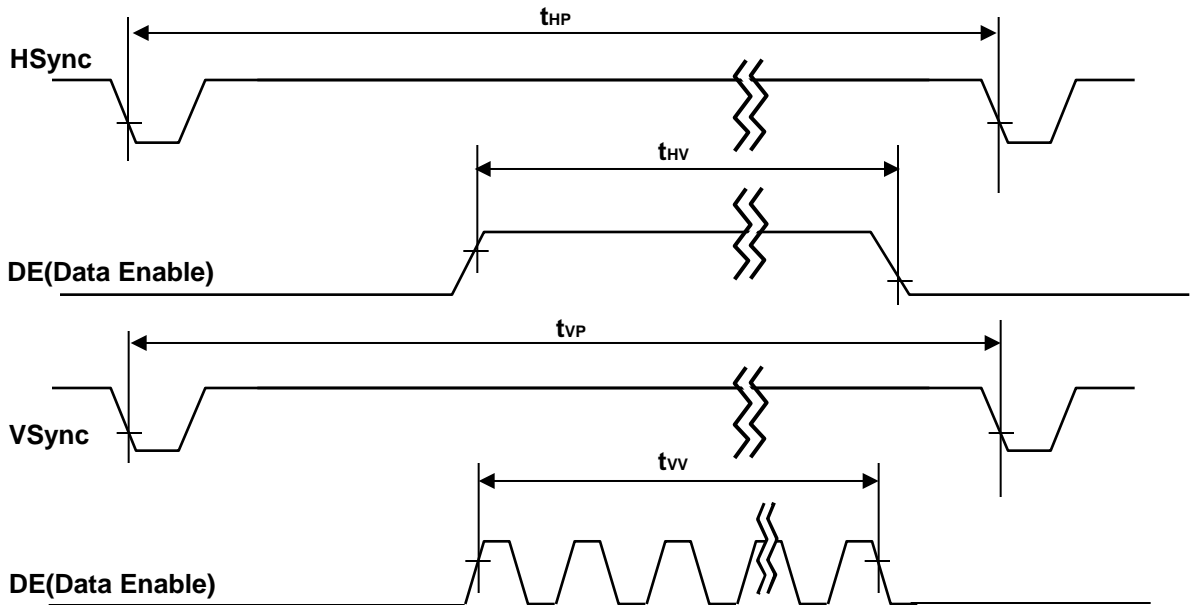 tHP
HSync
tHV
DE(Data Enable)
tVP
VSync
tVV
DE(Data Enable)